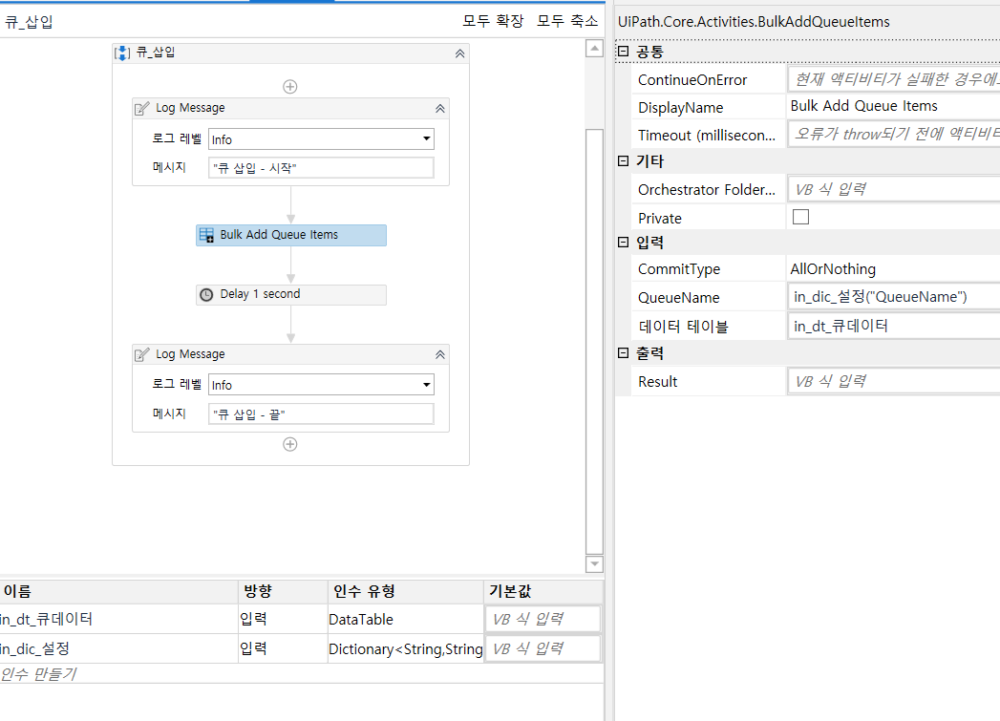 큐_삽입
모두 확장 모두 축소
큐_삽입
Log Message
로그 레벨 Info
메시지 "큐 삽입 - 시작"
Bulk Add Queue Items
Delay 1 second
Log Message
로그 레벨 Info
메시지 "큐 삽입 - 끝"
이름 방향 인수 유형 기본값
in_dt_큐데이터 입력 DataTable VB 식 입력
in_dic_설정 입력 Dictionary<String,String VB 식 입력
인수 만들기
UiPath.Core.Activities.BulkAddQueueItems
공통
ContinueOnError 현재 액티비티가 실패한 경우에
DisplayName Bulk Add Queue Items
Timeout (millisecon... 오류가 throw되기 전에 액티비티
기타
Orchestrator Folder... VB 식 입력
Private
입력
CommitType AllOrNothing
QueueName in_dic_설정("QueueName")
데이터 테이블 in_dt_큐데이터
출력
Result VB 식 입력